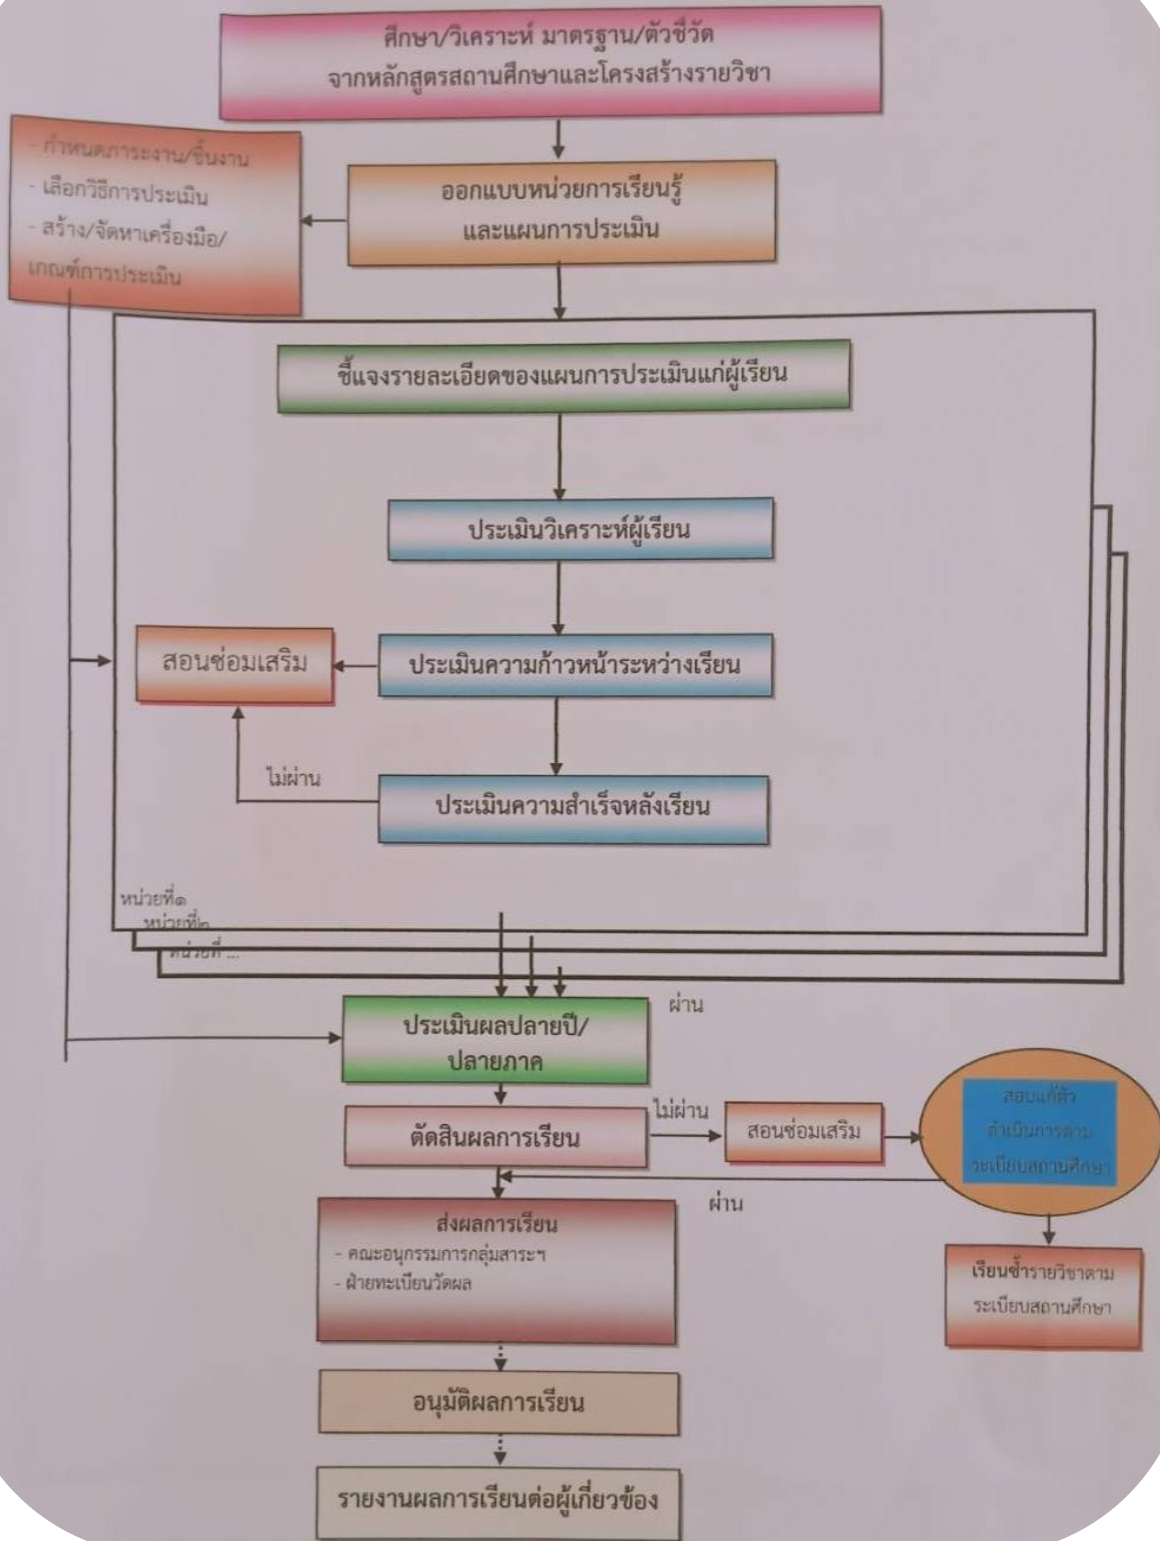 ศึกษา/วิเคราะห์ มาตรฐาน/ตัวชี้วัด
จากหลักสูตรสถานศึกษาและโครงสร้างรายวิชา
- กำหนดภาระงาน/ชิ้นงาน
- เลือกวิธีการประเมิน
- สร้าง/จัดหาเครื่องมือ/
เกณฑ์การประเมิน
ออกแบบหน่วยการเรียนรู้
และแผนการประเมิน
ชี้แจงรายละเอียดของแผนการประเมินแก่ผู้เรียน
ประเมินวิเคราะห์ผู้เรียน
สอนซ่อมเสริม
ประเมินความก้าวหน้าระหว่างเรียน
ไม่ผ่าน
ประเมินความสำเร็จหลังเรียน
หน่วยที่๑
หน่วยที่๒
หน่วยที่ ...
ผ่าน
ประเมินผลปลายปี/
ปลายภาค
ตัดสินผลการเรียน
ไม่ผ่าน
สอนซ่อมเสริม
สอบแก้ตัว
ดำเนินการตาม
ระเบียบสถานศึกษา
ผ่าน
ส่งผลการเรียน
- คณะอนุกรรมการกลุ่มสาระฯ
- ฝ่ายทะเบียนวัดผล
เรียนซ้ำรายวิชาตาม
ระเบียบสถานศึกษา
อนุมัติผลการเรียน
รายงานผลการเรียนต่อผู้เกี่ยวข้อง